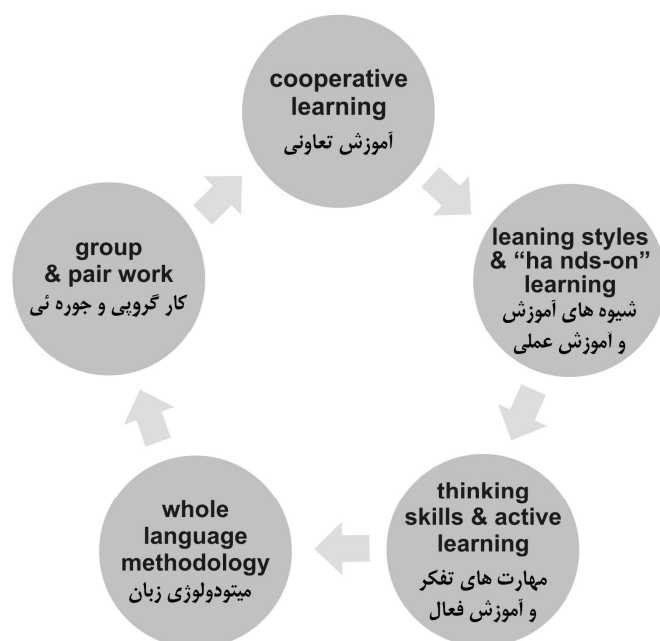 cooperative
learning
آموزش تعاونی
leaning styles
& “ha nds-on”
learning
شیوه های آموزش
و آموزش عملی
thinking
skills & active
learning
مهارت های تفکر
و آموزش فعال
whole
language
methodology
میتودولوژی زبان
group
& pair work
کار گروپی و جوره ئی